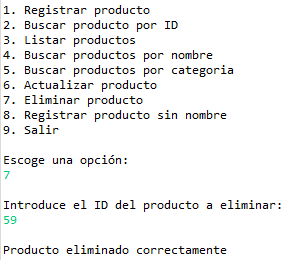 1. Registrar producto
2. Buscar producto por ID
3. Listar productos
4. Buscar productos por nombre
5. Buscar productos por categoria
6. Actualizar producto
7. Eliminar producto
8. Registrar producto sin nombre
9. Salir
Escoge una opción:
7
Introduce el ID del producto a eliminar:
59
Producto eliminado correctamente